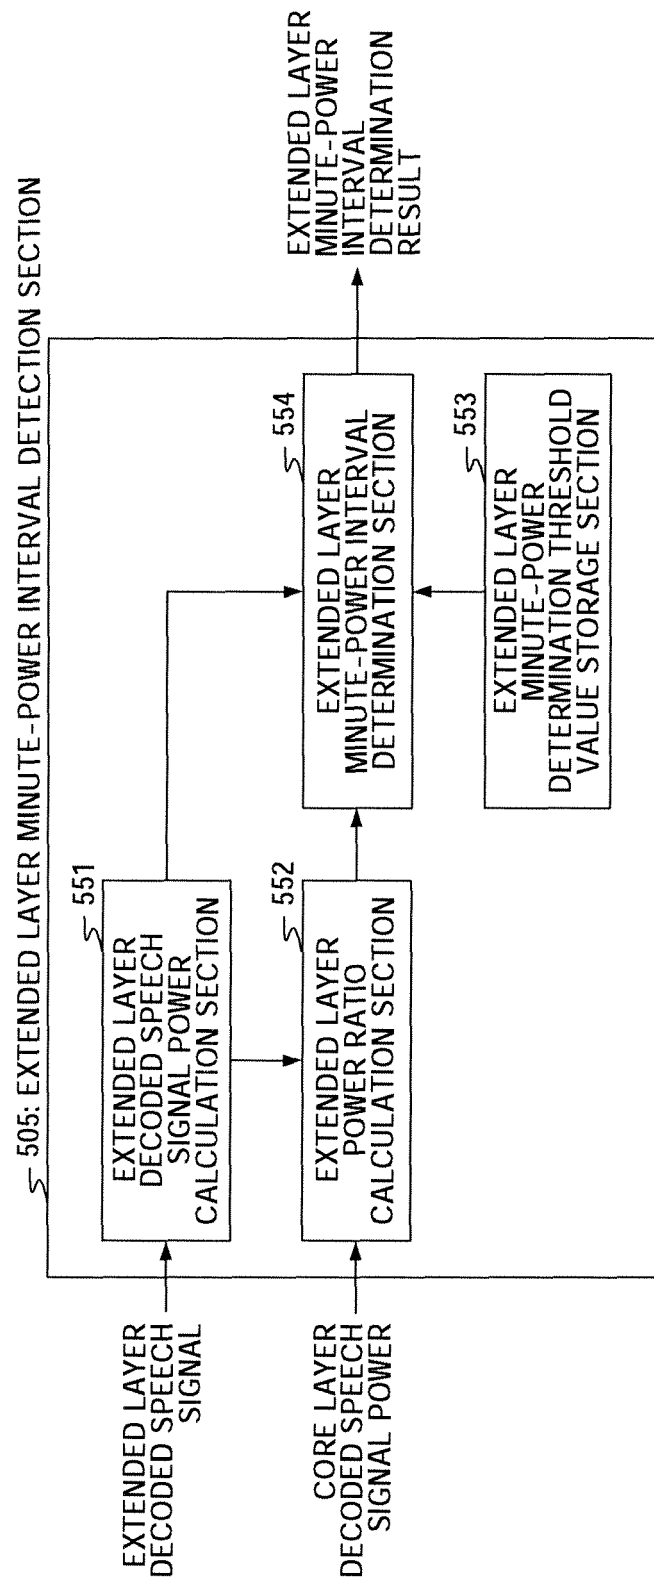 505: EXTENDED LAYER MINUTE-POWER INTERVAL DETECTION SECTION
EXTENDED LAYER
DECODED SPEECH
SIGNAL
551
EXTENDED LAYER
DECODED SPEECH
SIGNAL POWER
CALCULATION SECTION
CORE LAYER
DECODED SPEECH
SIGNAL POWER
552
EXTENDED LAYER
POWER RATIO
CALCULATION SECTION
554
EXTENDED LAYER
MINUTE-POWER INTERVAL
DETERMINATION SECTION
553
EXTENDED LAYER
MINUTE-POWER
DETERMINATION THRESHOLD
VALUE STORAGE SECTION
EXTENDED LAYER
MINUTE-POWER
INTERVAL
DETERMINATION
RESULT